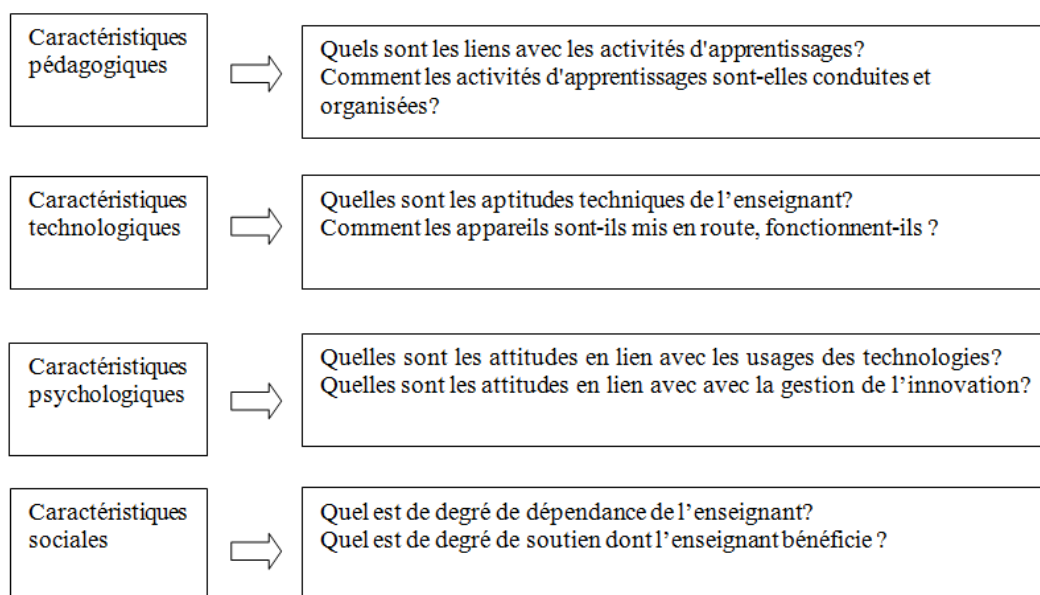 Caractéristiques
pédagogiques
Quels sont les liens avec les activités d'apprentissages?
Comment les activités d'apprentissages sont-elles conduites et
organisées?
Caractéristiques
technologiques
Quelles sont les aptitudes techniques de l’enseignant?
Comment les appareils sont-ils mis en route, fonctionnent-ils ?
Caractéristiques
psychologiques
Quelles sont les attitudes en lien avec les usages des technologies?
Quelles sont les attitudes en lien avec avec la gestion de l’innovation?
Caractéristiques
sociales
Quel est de degré de dépendance de l’enseignant?
Quel est de degré de soutien dont l’enseignant bénéficie ?